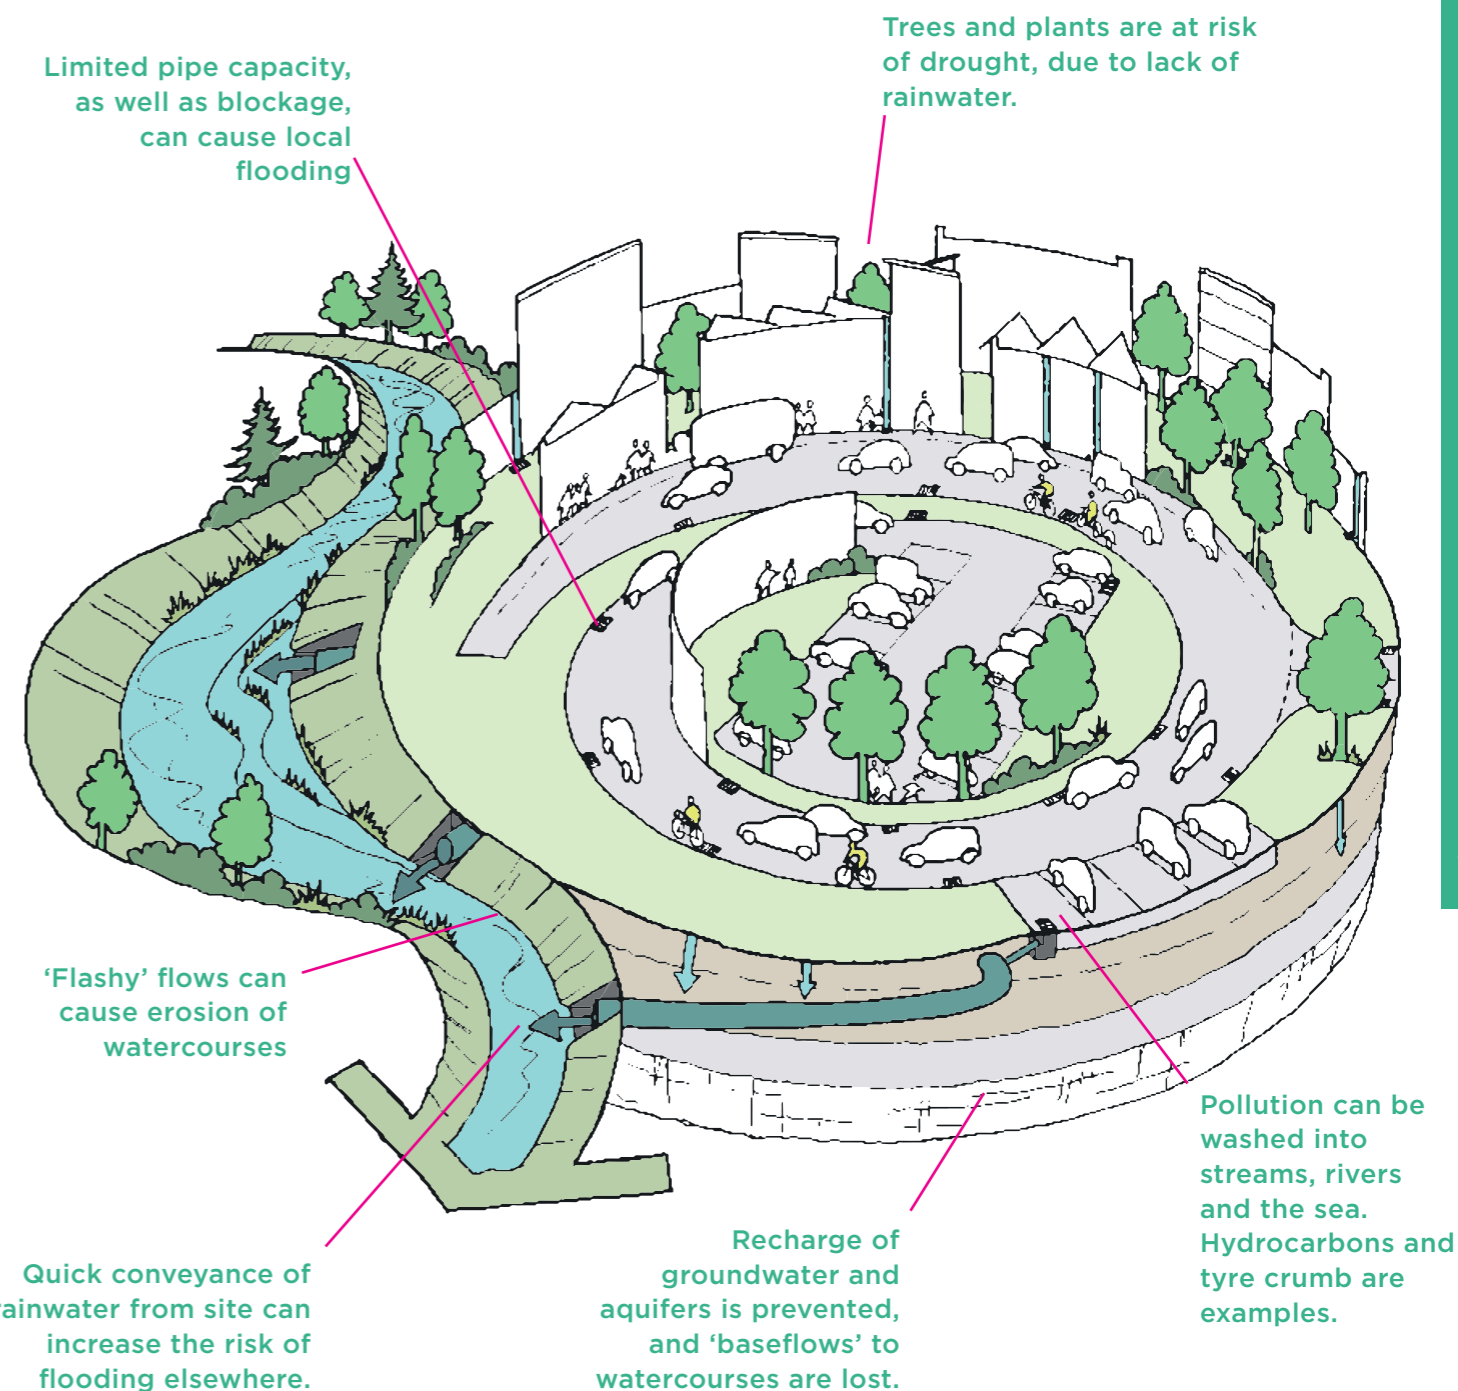 Trees and plants are at risk
of drought, due to lack of
rainwater.
Limited pipe capacity,
as well as blockage,
can cause local
flooding
‘Flashy’ flows can
cause erosion of
watercourses
Quick conveyance of
rainwater from site can
increase the risk of
flooding elsewhere.
Recharge of
groundwater and
aquifers is prevented,
and ‘baseflows’ to
watercourses are lost.
Pollution can be
washed into
streams, rivers
and the sea.
Hydrocarbons and
tyre crumb are
examples.